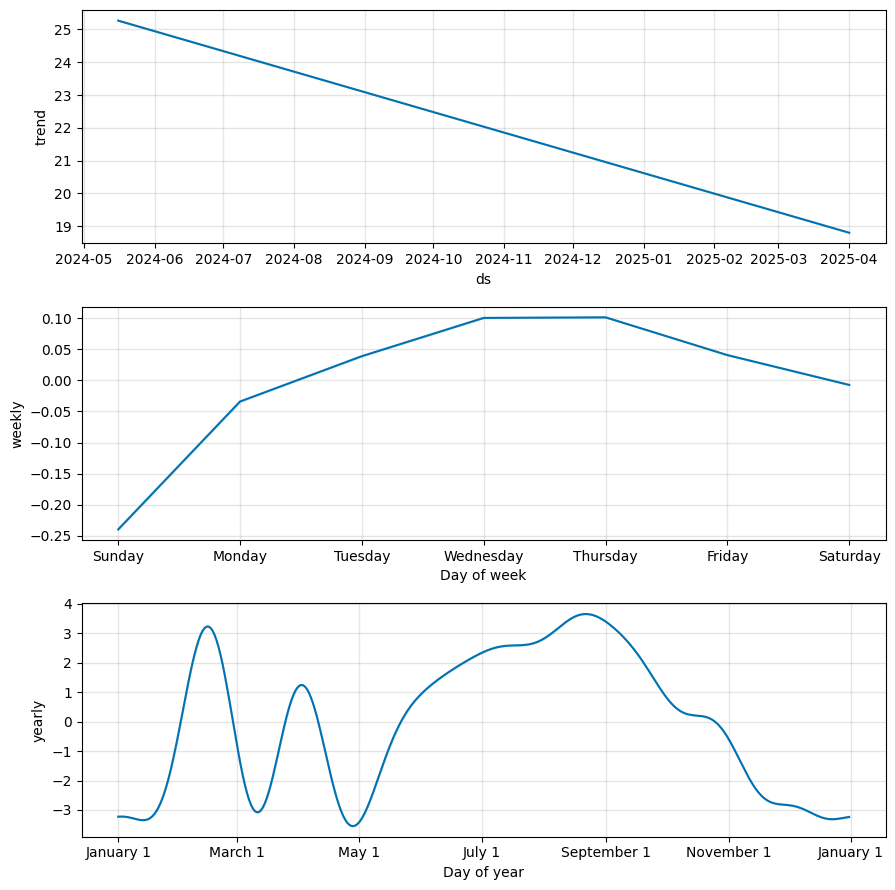 25
24
23
22
21
20
19
trend
2024-05 2024-06 2024-07 2024-08 2024-09 2024-10 2024-11 2024-12 2025-01 2025-02 2025-03 2025-04
ds
0.10
0.05
0.00
−0.05
−0.10
−0.15
−0.20
−0.25
weekly
Sunday Monday Tuesday Wednesday Thursday Friday Saturday
Day of week
4
3
2
1
0
−1
−2
−3
yearly
January 1 March 1 May 1 July 1 September 1 November 1 January 1
Day of year